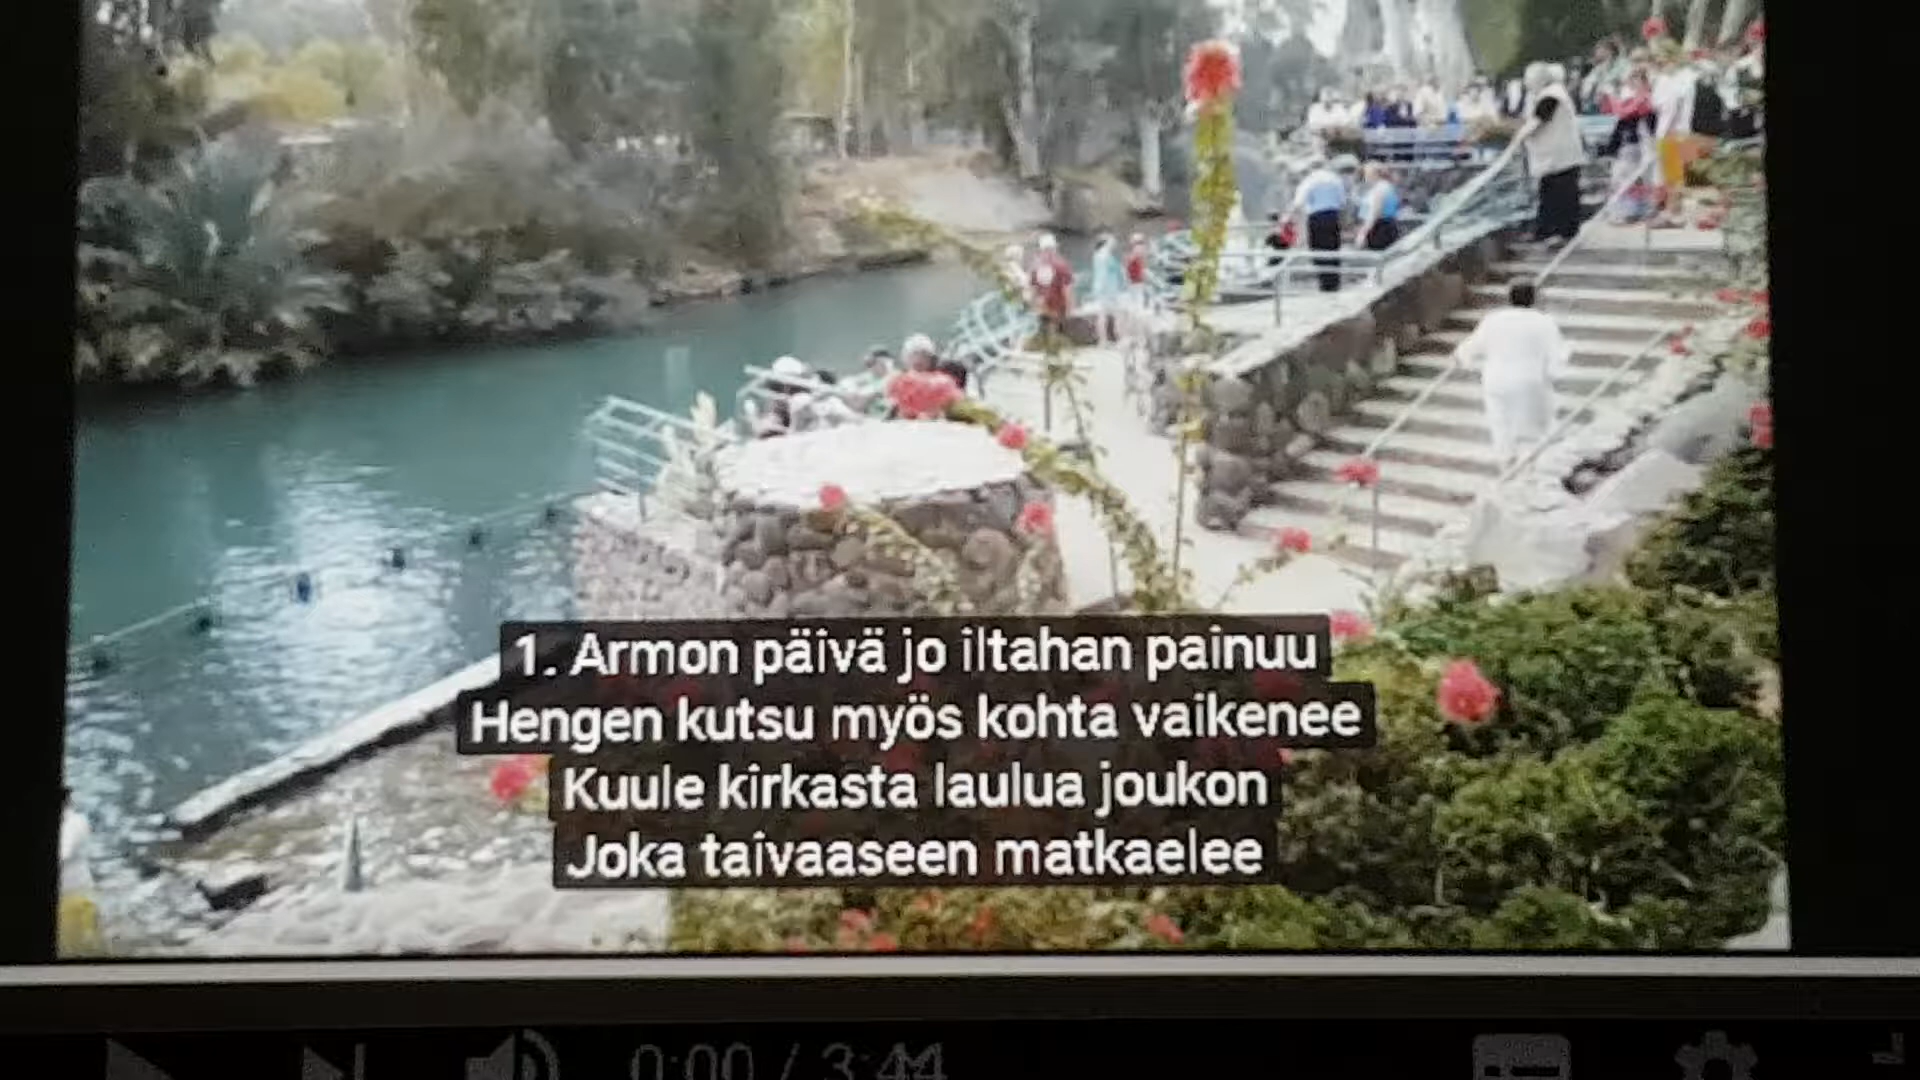 1. Armon päivä jo iltahan painuu
Hengen kutsu myös kohta vaikenee
Kuule kirkasta laulua joukon
Joka taivaaseen matkaelee
0:00 / 3:44